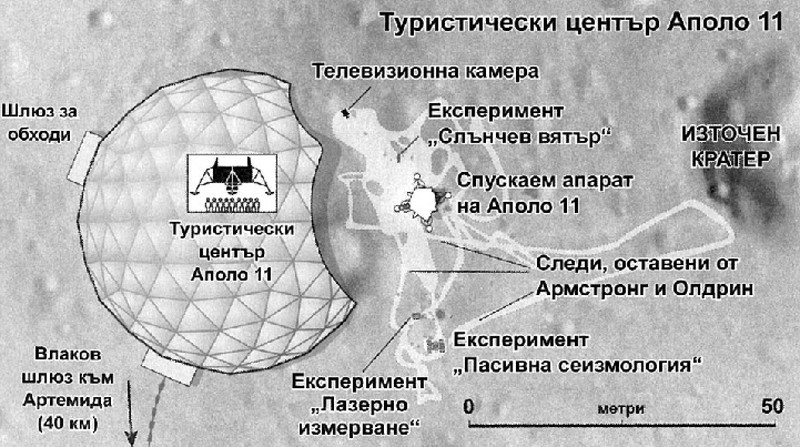 Туристически център Аполо 11
Телевизионна камера
Шлюз за
обходи
Експеримент
„Слънчев вятър“
ИЗТОЧЕН
КРАТЕР
Спускаем апарат
на Аполо 11
Туристически
център
Аполо 11
Следи, оставени от
Армстронг и Олдрин
Експеримент
„Пасивна сеизмология“
Влаков
шлюз към
Артемида
(40 км)
Експеримент
„Лазерно
измерване“
0 метри 50